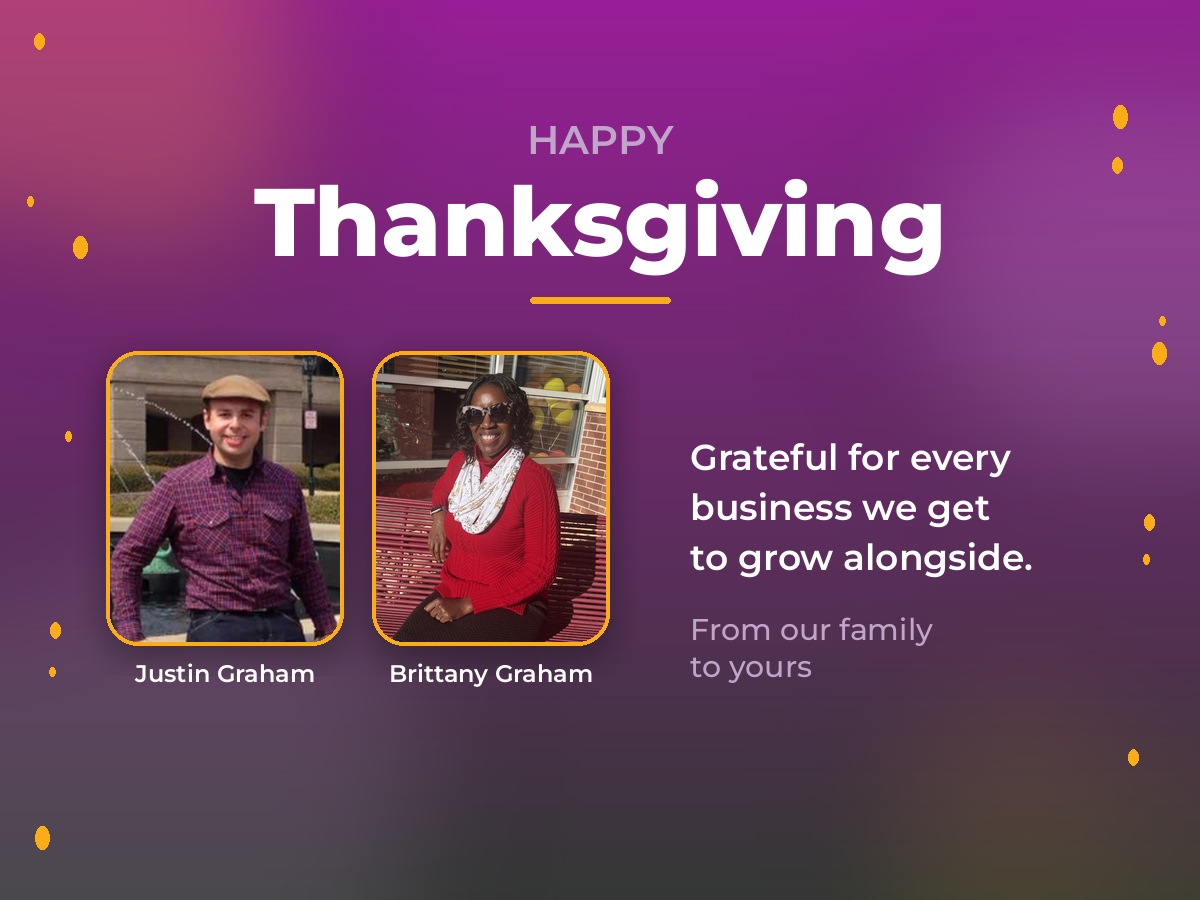 HAPPY
Thanksgiving
Grateful for every
business we get
to grow alongside.
From our family
to yours
Justin Graham
Brittany Graham